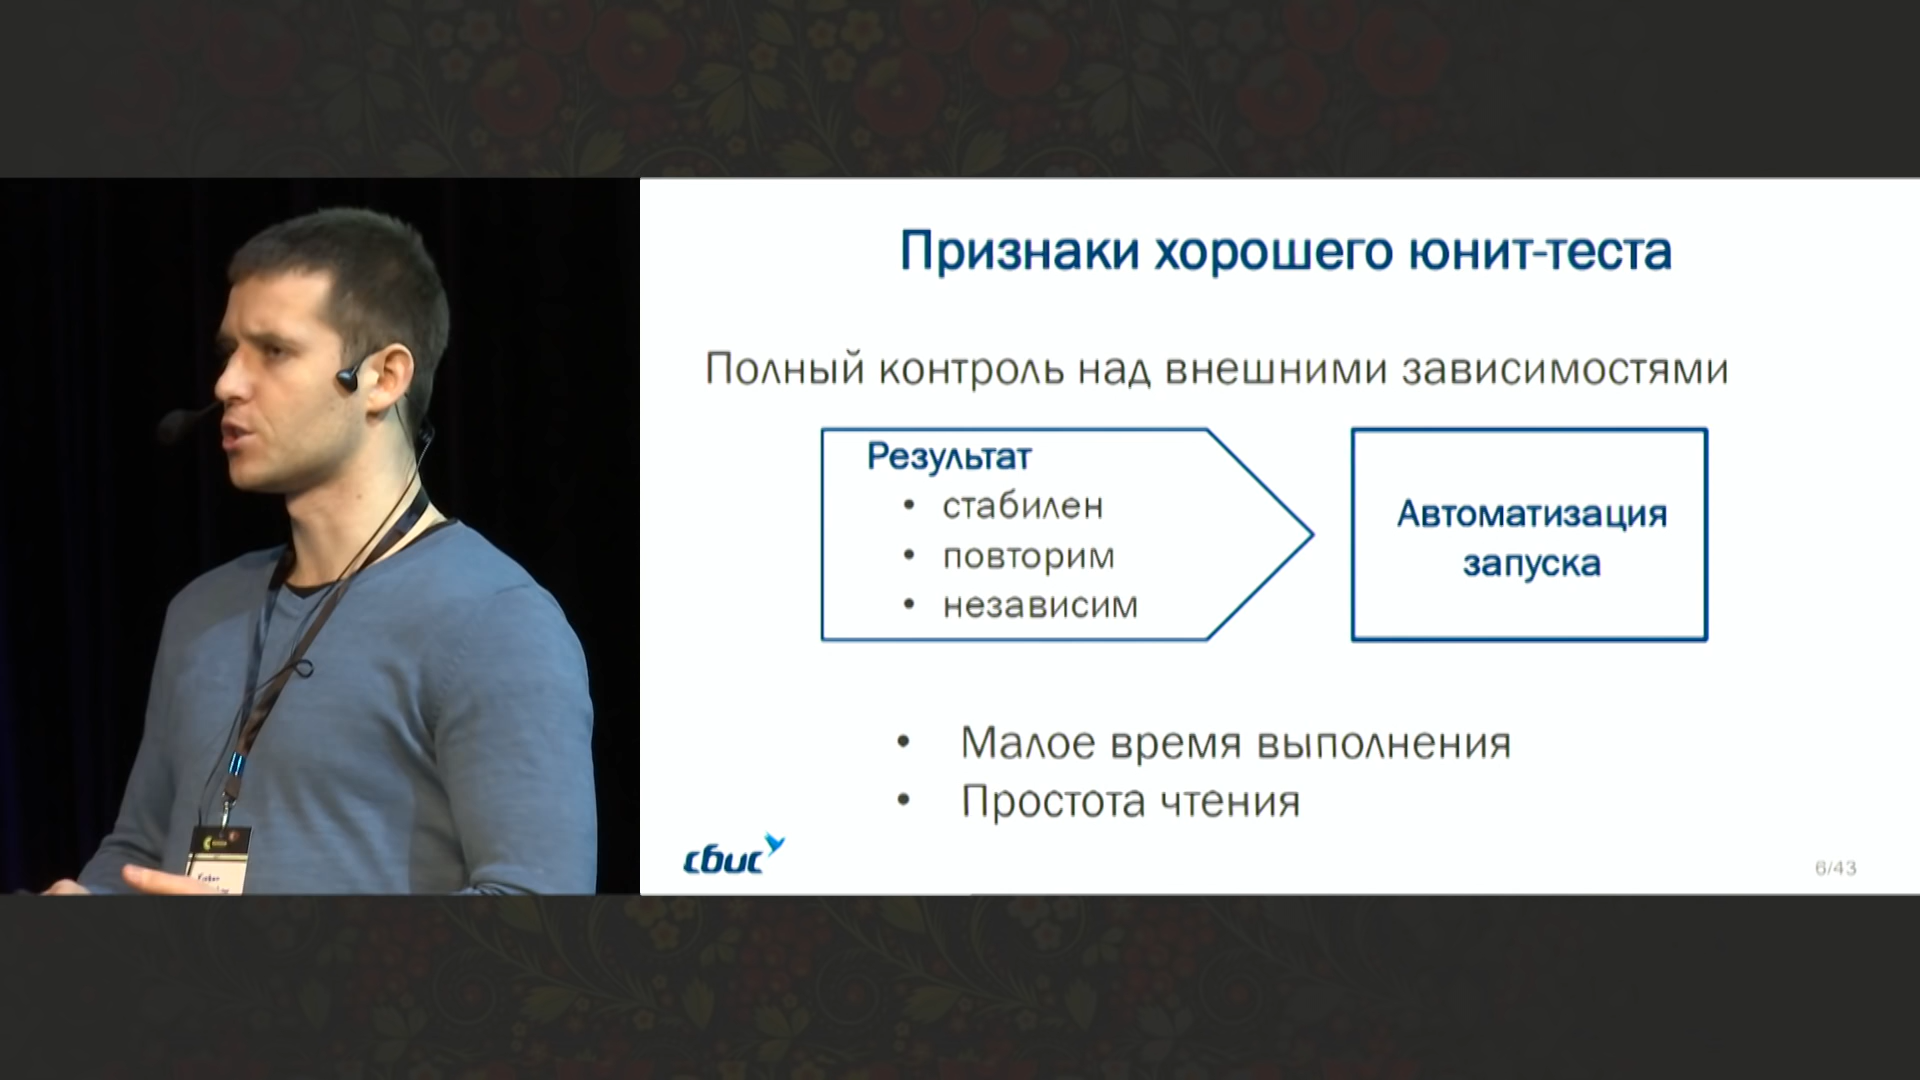 Признаки хорошего юнит-теста
Полный контроль над внешними зависимостями
Результат
• стабилен
• повторим
• независим
Автоматизация
запуска
• Малое время выполнения
• Простота чтения
сбис
6/43